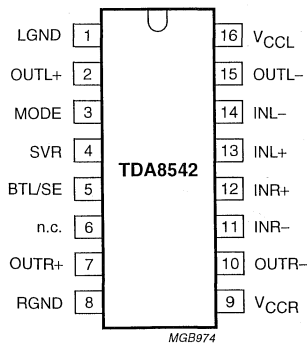 LGND 1 16 VCCL
OUTL+ 2 15 OUTL−
MODE 3 14 INL−
SVR 4 13 INL+
TDA8542
BTL/SE 5 12 INR+
n.c. 6 11 INR−
OUTR+ 7 10 OUTR−
RGND 8 9 VCCR
MGB974